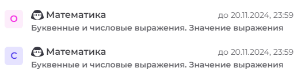 О Математика до 20.11.2024, 23:59
Буквенные и числовые выражения. Значение выражения
С Математика до 20.11.2024, 23:59
Буквенные и числовые выражения. Значение выражения